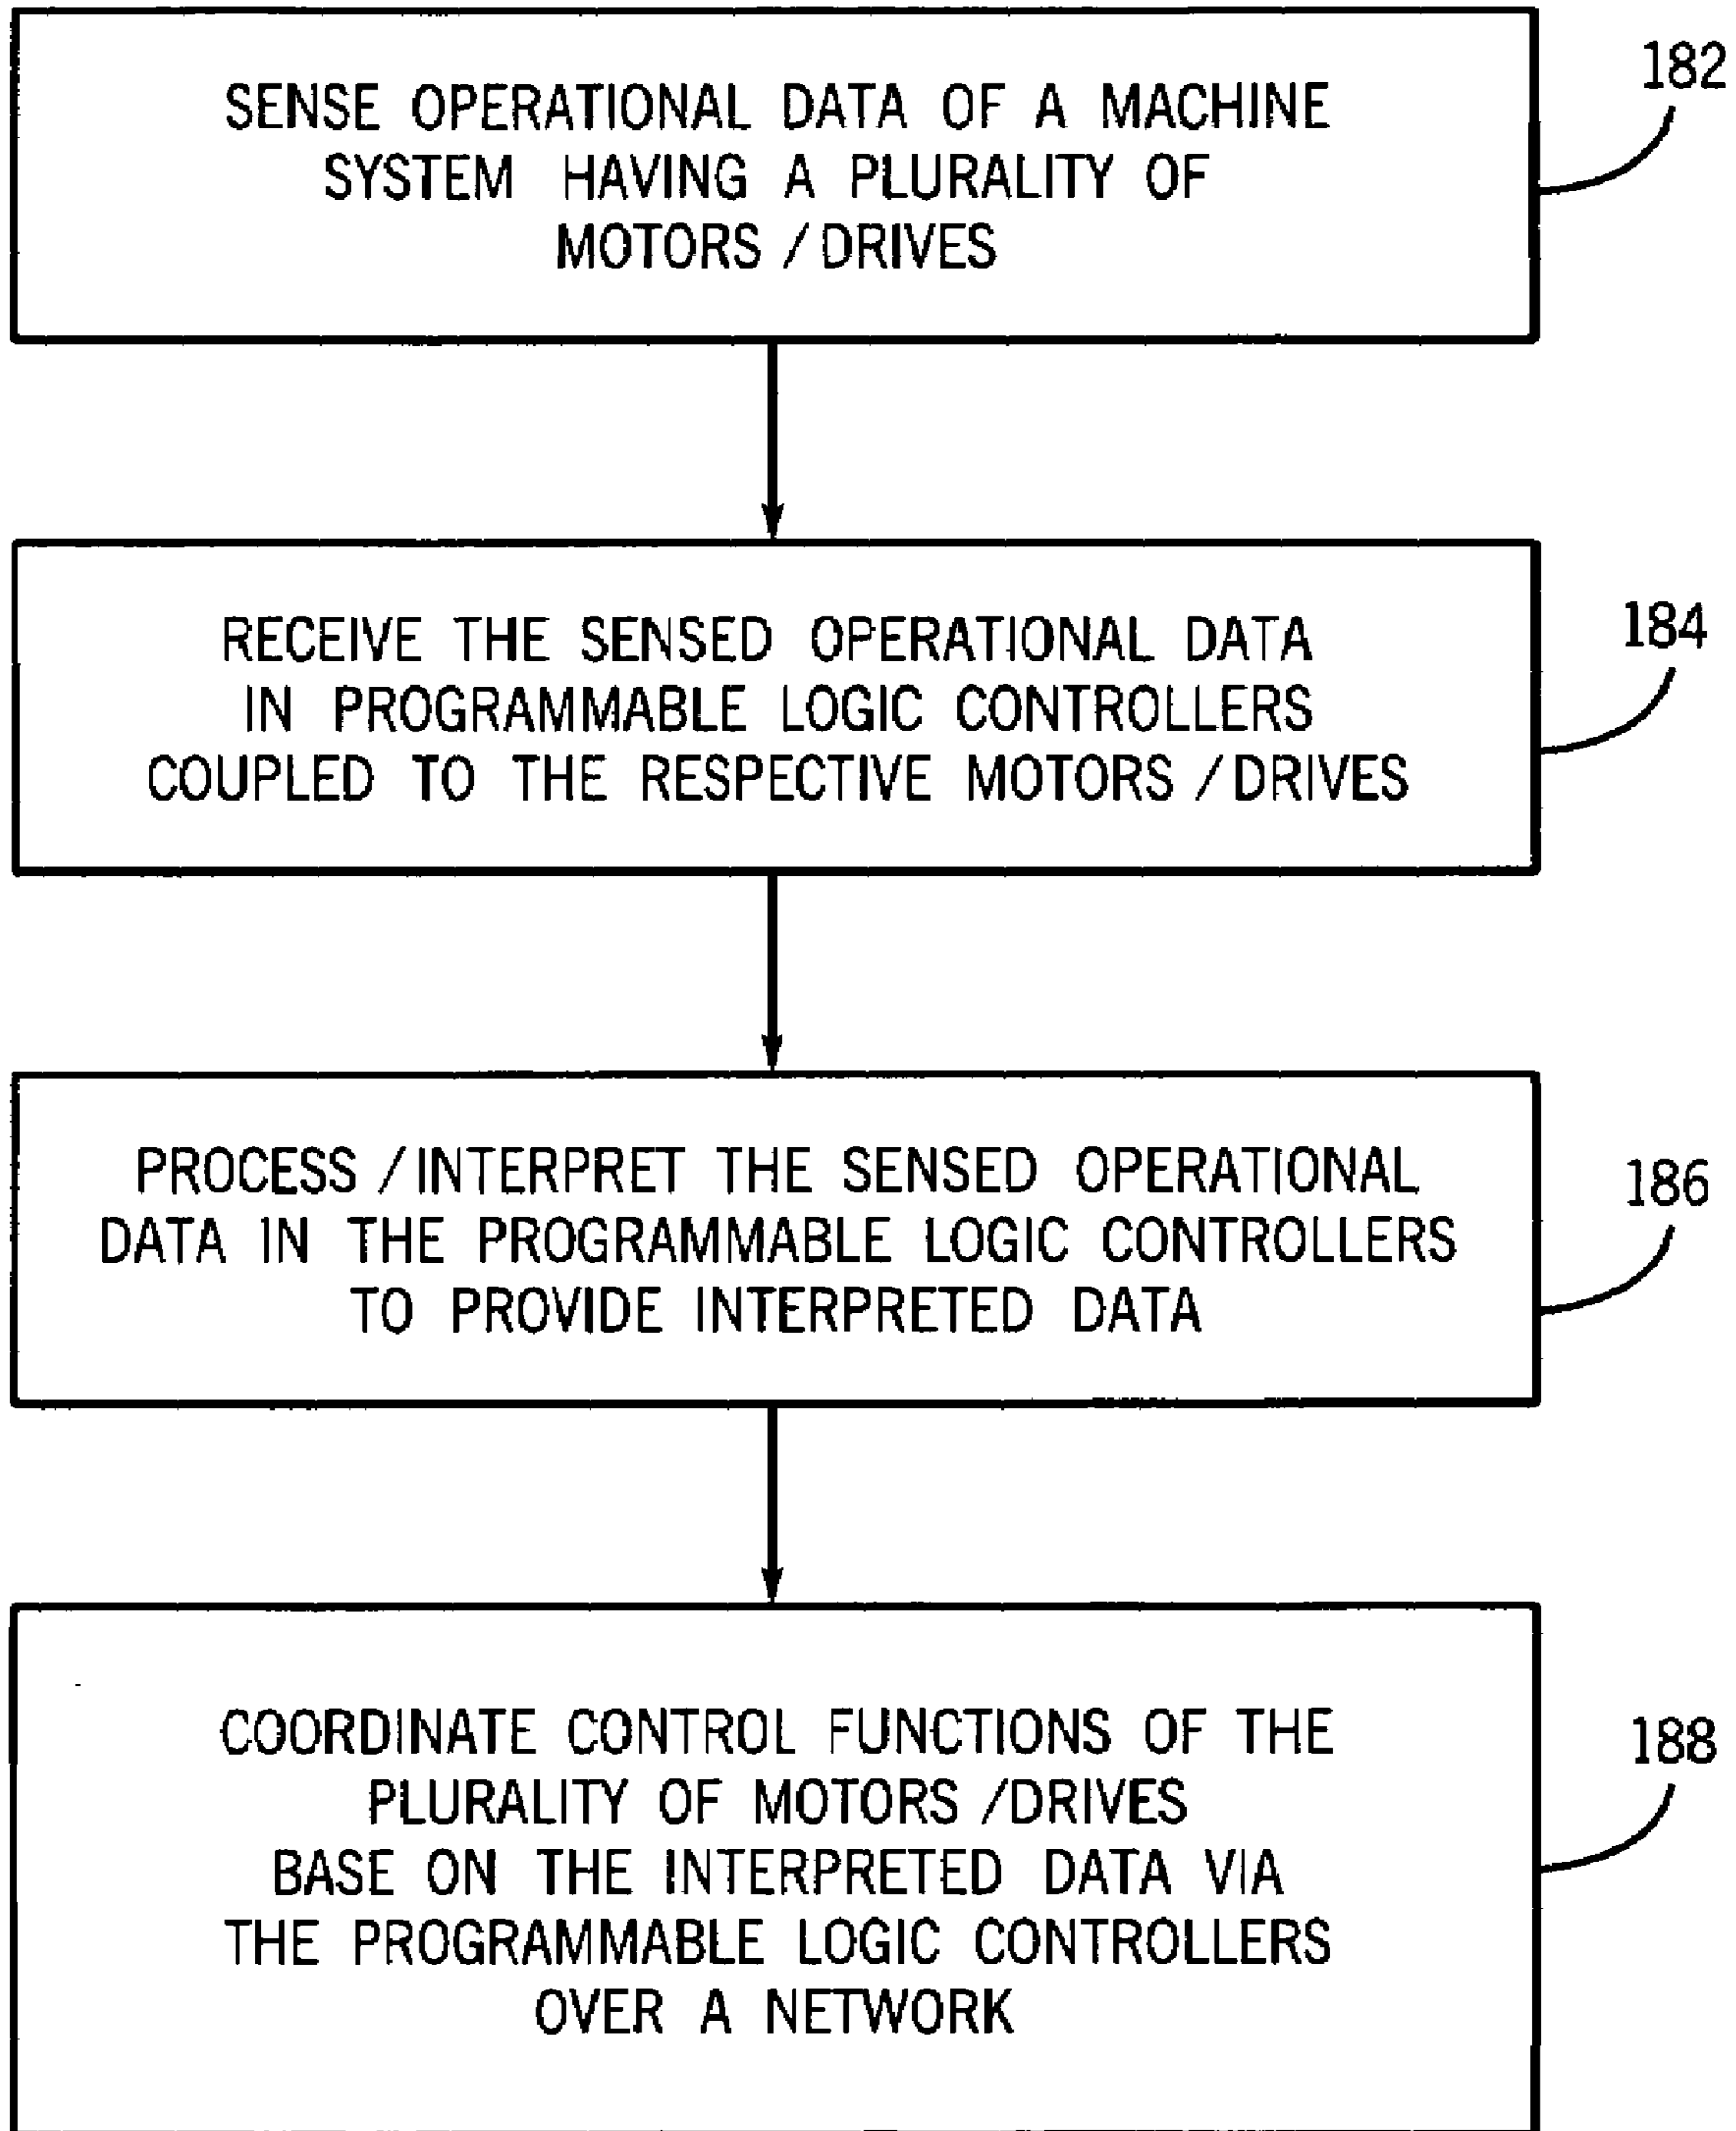 SENSE OPERATIONAL DATA OF A MACHINE
SYSTEM HAVING A PLURALITY OF
MOTORS / DRIVES
182
RECEIVE THE SENSED OPERATIONAL DATA
IN PROGRAMMABLE LOGIC CONTROLLERS
COUPLED TO THE RESPECTIVE MOTORS / DRIVES
184
PROCESS / INTERPRET THE SENSED OPERATIONAL
DATA IN THE PROGRAMMABLE LOGIC CONTROLLERS
TO PROVIDE INTERPRETED DATA
186
COORDINATE CONTROL FUNCTIONS OF THE
PLURALITY OF MOTORS / DRIVES
BASE ON THE INTERPRETED DATA VIA
THE PROGRAMMABLE LOGIC CONTROLLERS
OVER A NETWORK
188